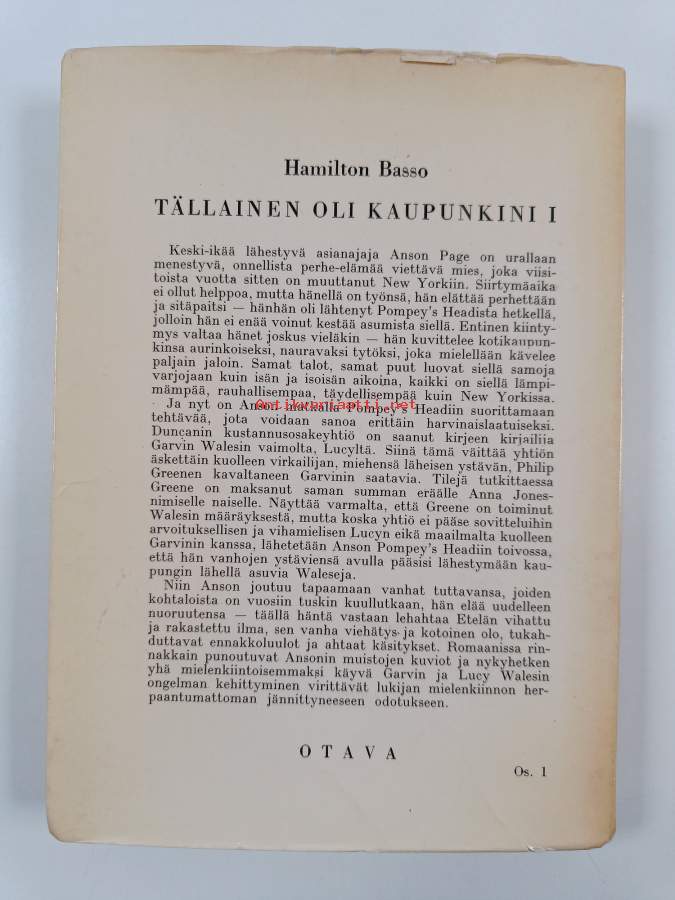 Hamilton Basso
TÄLLAINEN OLI KAUPUNKINI I
Keski-ikää lähestyvä asianajaja Anson Page on urallaan
menestyvä, onnellista perhe-elämää viettävä mies, joka viisi-
toista vuotta sitten on muuttanut New Yorkiin. Siirtymäaika
ei ollut helppoa, mutta hänellä on työnsä, hän elättää perhettään
ja sitäpaitsi — hänhän oli lähtenyt Pompey's Headista hetkellä,
jolloin hän ei enää voinut kestää asumista siellä. Entinen kiinty-
mys valtaa hänet joskus vieläkin — hän kuvittelee kotikaupun-
kinsa aurinkoiseksi, nauravaksi tytöksi, joka mielellään kävelee
paljain jaloin. Samat talot, samat puut luovat siellä samoja
varjojaan kuin isän ja isoisän aikoina, kaikki on siellä lämpi-
mämpää, rauhallisempaa, täydellisempää kuin New Yorkissa.
Ja nyt on Anson matkalla Pompey's Headiin suorittamaan
antikvariaatti.net
tehtävää, jota voidaan sanoa erittäin harvinaislaatuiseksi.
Duncanin kustannusosakeyhtiö on saanut kirjeen kirjailija
Garvin Walesin vaimolta, Lucyltä. Siinä tämä väittää yhtiön
äskettäin kuolleen virkailijan, miehensä läheisen ystävän, Philip
Greenen kavaltaneen Garvinin saatavia. Tilejä tutkittaessa
Greene on maksanut saman summan eräälle Anna Jones-
nimiselle naiselle. Näyttää varmalta, että Greene on toiminut
Walesin määräyksestä, mutta koska yhtiö ei pääse sovitteluihin
arvoituksellisen ja vihamielisen Lucyn eikä maailmalta kuolleen
Garvinin kanssa, lähetetään Anson Pompey's Headiin toivossa,
että hän vanhojen ystäviensä avulla pääsisi lähestymään kau-
pungin lähellä asuvia Waleseja.
Niin Anson joutuu tapaamaan vanhat tuttavansa, joiden
kohtaloista on vuosiin tuskin kuullutkaan, hän elää uudelleen
nuoruutensa — täällä häntä vastaan lehahtaa Etelän vihattu
ja rakastettu ilma, sen vanha viehätys ja kotoinen olo, tukah-
duttavat ennakkoluulot ja ahtaat käsitykset. Romaanissa rin-
nakkain punoutuvat Ansonin muistojen kuviot ja nykyhetken
yhä mielenkiintoisemmaksi käyvä Garvin ja Lucy Walesin
ongelman kehittyminen virittävät lukijan mielenkiinnon her-
paantumattoman jännittyneeseen odotukseen.
OTAVA
Os. 1